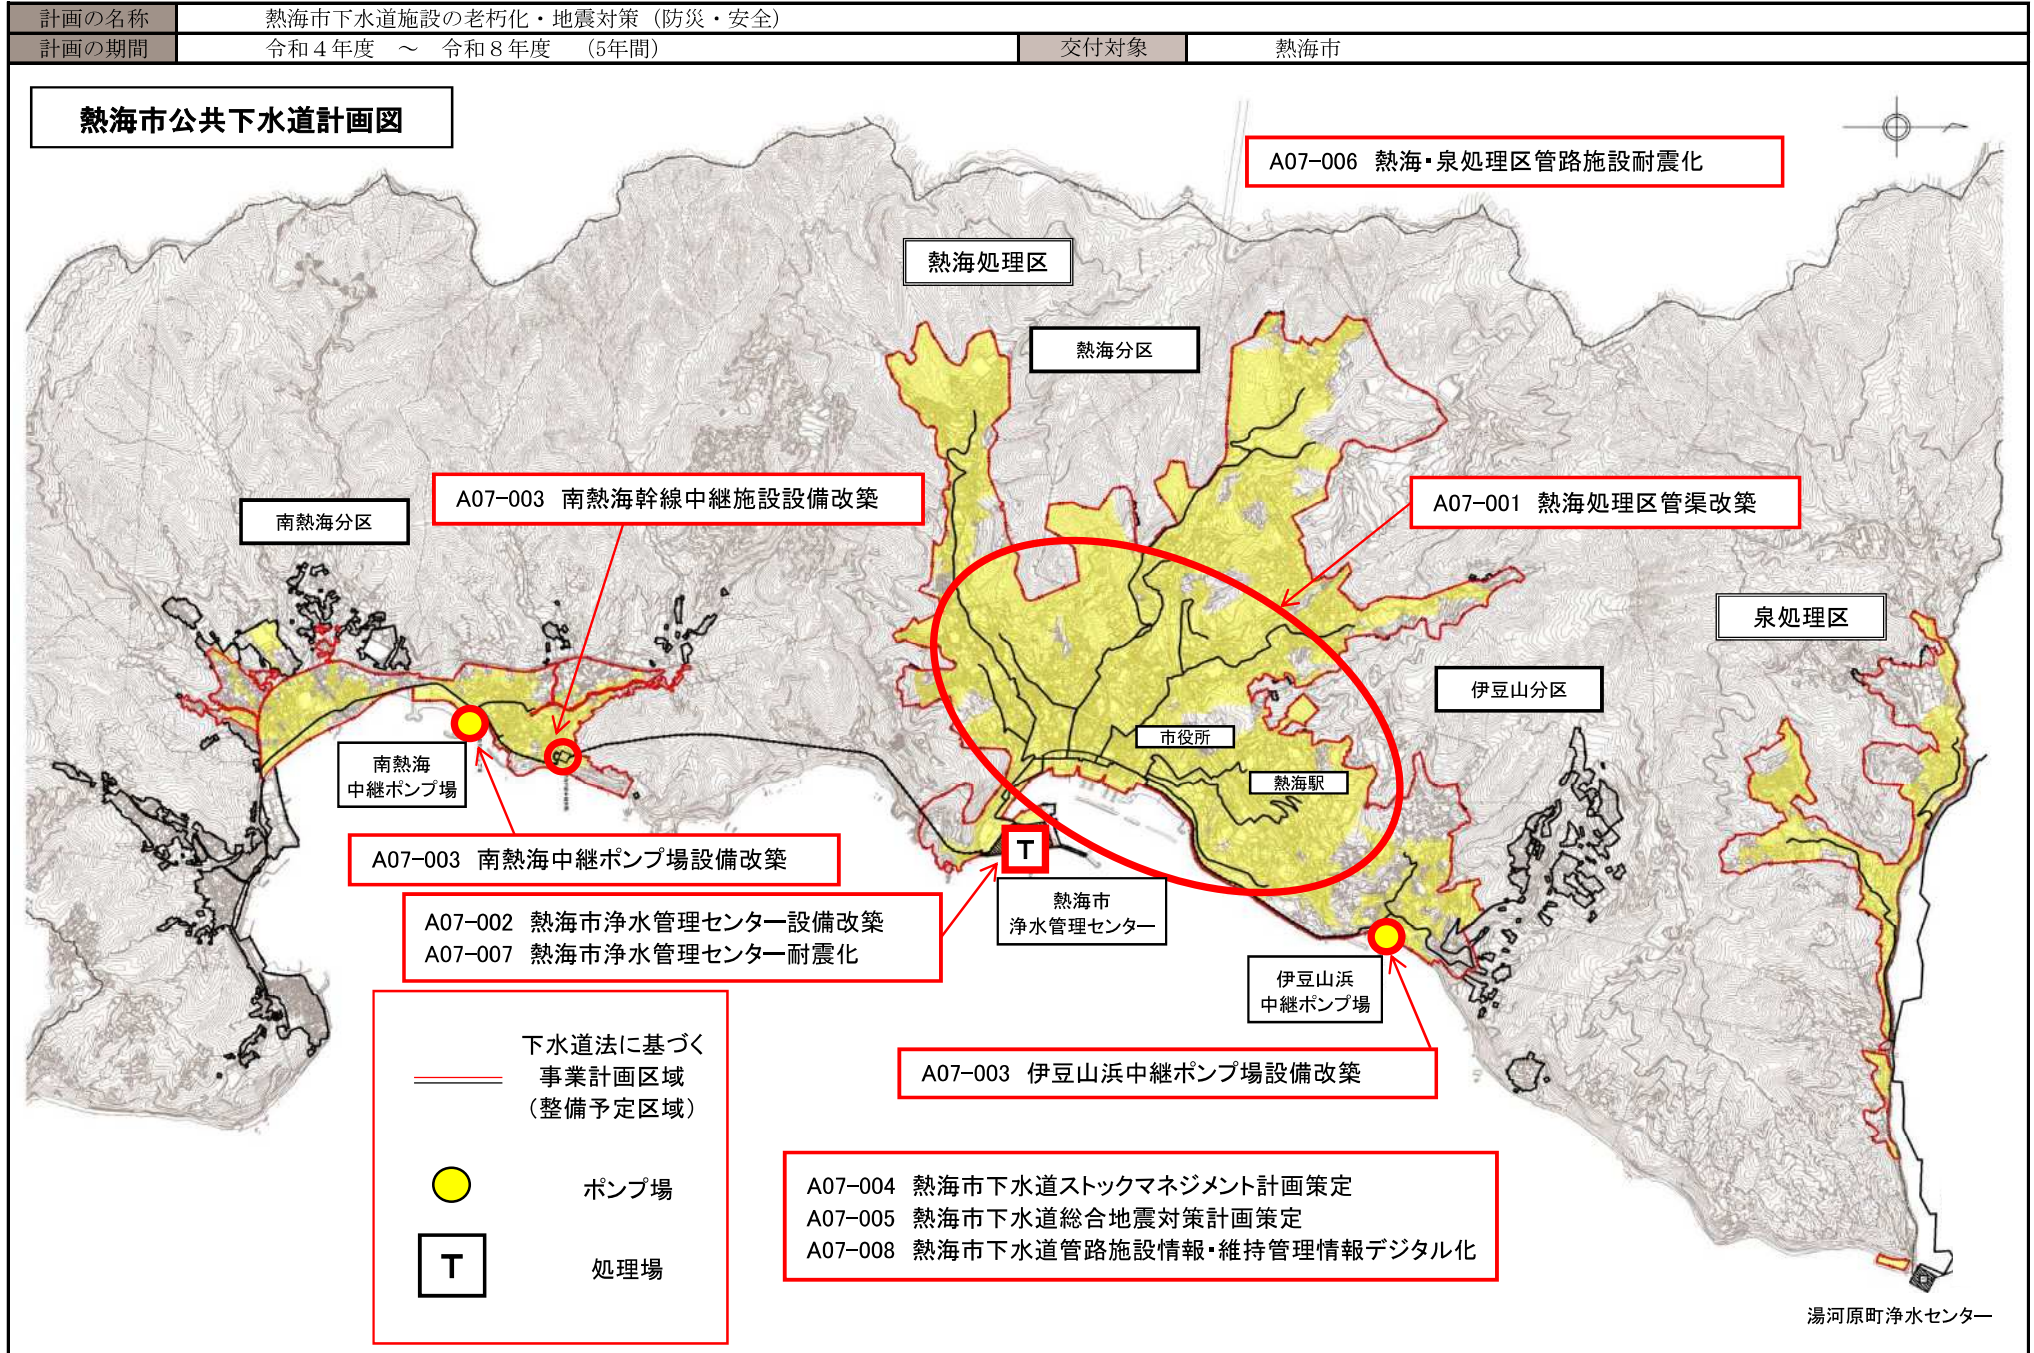 計画の名称 熱海市下水道施設の老朽化・地震対策（防災・安全）
計画の期間 令和４年度　～　令和８年度　（5年間） 交付対象 熱海市
熱海市公共下水道計画図
A07-006 熱海・泉処理区管路施設耐震化
熱海処理区
熱海分区
A07-003 南熱海幹線中継施設設備改築
A07-001 熱海処理区管渠改築
南熱海分区
泉処理区
伊豆山分区
市役所
熱海駅
南熱海
中継ポンプ場
A07-003 南熱海中継ポンプ場設備改築
T
熱海市
浄水管理センター
A07-002 熱海市浄水管理センター設備改築
A07-007 熱海市浄水管理センター耐震化
伊豆山浜
中継ポンプ場
A07-003 伊豆山浜中継ポンプ場設備改築
下水道法に基づく
事業計画区域
（整備予定区域）
ポンプ場
T 処理場
A07-004 熱海市下水道ストックマネジメント計画策定
A07-005 熱海市下水道総合地震対策計画策定
A07-008 熱海市下水道管路施設情報・維持管理情報デジタル化
湯河原町浄水センター